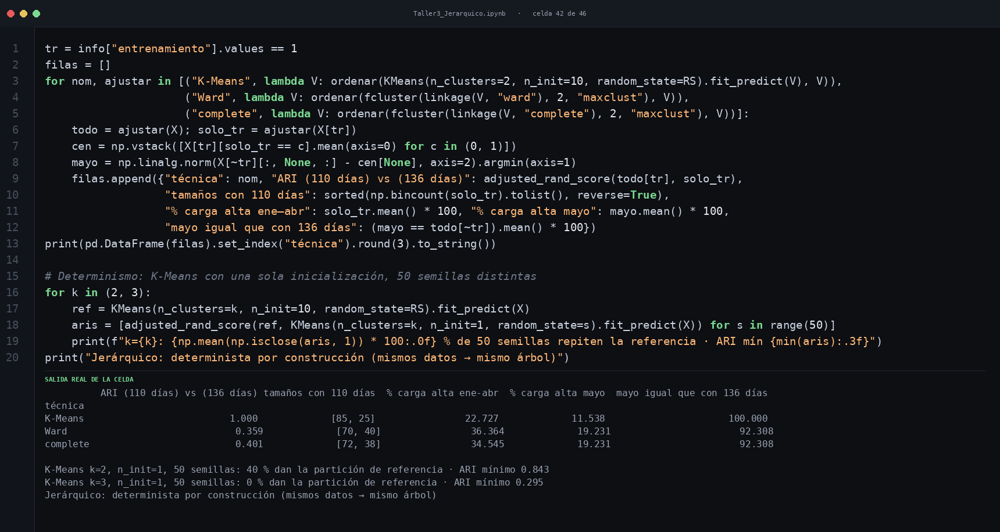 Taller3_Jerarquico.ipynb · celda 42 de 46
1 tr = info["entrenamiento"].values == 1
2 filas = []
3 for nom, ajustar in [("K-Means", lambda V: ordenar(KMeans(n_clusters=2, n_init=10, random_state=RS).fit_predict(V), V)),
4 ("Ward", lambda V: ordenar(fcluster(linkage(V, "ward"), 2, "maxclust"), V)),
5 ("complete", lambda V: ordenar(fcluster(linkage(V, "complete"), 2, "maxclust"), V))]:
6 todo = ajustar(X); solo_tr = ajustar(X[tr])
7 cen = np.vstack([X[tr][solo_tr == c].mean(axis=0) for c in (0, 1)])
8 mayo = np.linalg.norm(X[~tr][:, None, :] - cen[None], axis=2).argmin(axis=1)
9 filas.append({"técnica": nom, "ARI (110 días) vs (136 días)": adjusted_rand_score(todo[tr], solo_tr),
10 "tamaños con 110 días": sorted(np.bincount(solo_tr).tolist(), reverse=True),
11 "% carga alta ene–abr": solo_tr.mean() * 100, "% carga alta mayo": mayo.mean() * 100,
12 "mayo igual que con 136 días": (mayo == todo[~tr]).mean() * 100})
13 print(pd.DataFrame(filas).set_index("técnica").round(3).to_string())
14
15 # Determinismo: K-Means con una sola inicialización, 50 semillas distintas
16 for k in (2, 3):
17 ref = KMeans(n_clusters=k, n_init=10, random_state=RS).fit_predict(X)
18 aris = [adjusted_rand_score(ref, KMeans(n_clusters=k, n_init=1, random_state=s).fit_predict(X)) for s in range(50)]
19 print(f"k={k}: {np.mean(np.isclose(aris, 1)) * 100:.0f} % de 50 semillas repiten la referencia · ARI mín {min(aris):.3f}")
20 print("Jerárquico: determinista por construcción (mismos datos → mismo árbol)")
SALIDA REAL DE LA CELDA
ARI (110 días) vs (136 días) tamaños con 110 días % carga alta ene-abr % carga alta mayo mayo igual que con 136 días
técnica
K-Means 1.000 [85, 25] 22.727 11.538 100.000
Ward 0.359 [70, 40] 36.364 19.231 92.308
complete 0.401 [72, 38] 34.545 19.231 92.308
K-Means k=2, n_init=1, 50 semillas: 40 % dan la partición de referencia · ARI mínimo 0.843
K-Means k=3, n_init=1, 50 semillas: 0 % dan la partición de referencia · ARI mínimo 0.295
Jerárquico: determinista por construcción (mismos datos → mismo árbol)